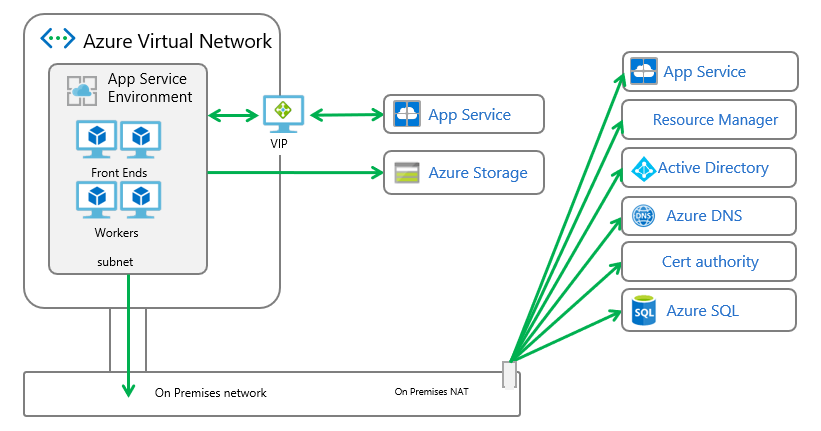 Azure Virtual Network
App Service
Environment
Front Ends
Workers
subnet
VIP
App Service
Azure Storage
App Service
Resource Manager
Active Directory
DNS
Azure DNS
Cert authority
SQL
Azure SQL
On Premises network
On Premises NAT